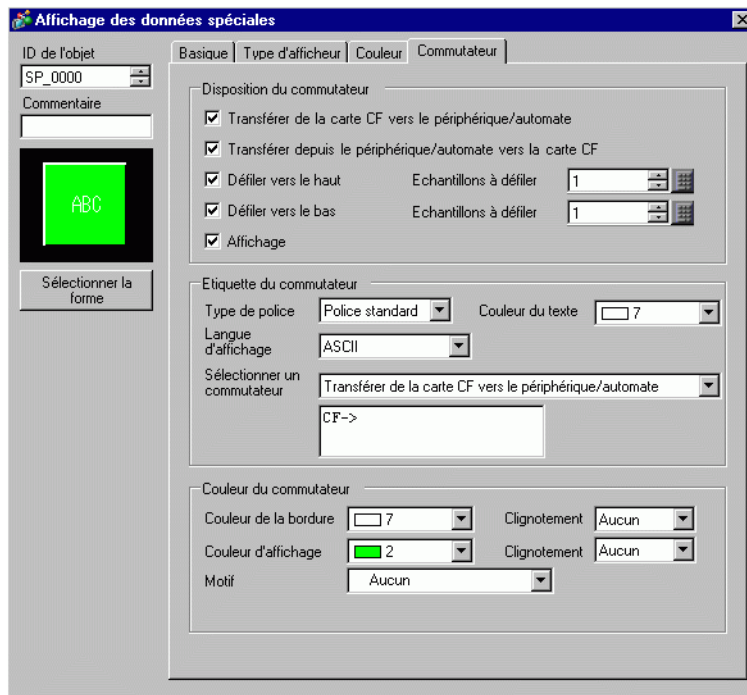 Affichage des données spéciales
ID de l'objet
SP_0000
Commentaire
ABC
Sélectionner la
forme
Basique
Type d'afficheur
Couleur
Commutateur
Disposition du commutateur
Transférer de la carte CF vers le périphérique/automate
Transférer depuis le périphérique/automate vers la carte CF
Défiler vers le haut Echantillons à défiler 1
Défiler vers le bas Echantillons à défiler 1
Affichage
Etiquette du commutateur
Type de police Police standard Couleur du texte 7
Langue
d'affichage ASCII
Sélectionner un
commutateur Transférer de la carte CF vers le périphérique/automate
CF->
Couleur du commutateur
Couleur de la bordure 7 Clignotement Aucun
Couleur d'affichage 2 Clignotement Aucun
Motif Aucun